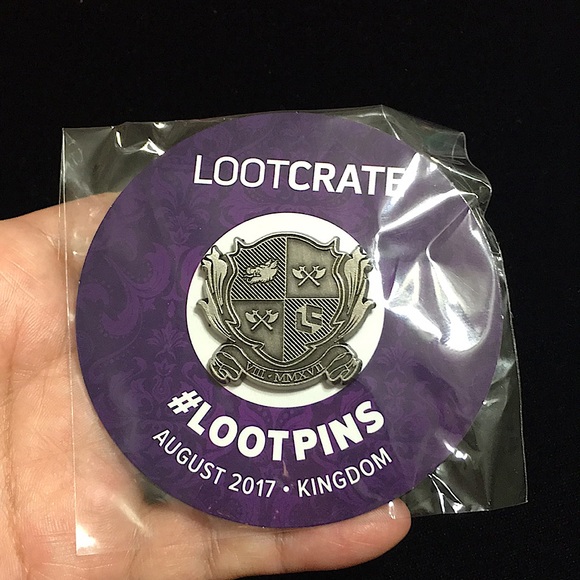 LOOTCRATE
VIII • MMXVII
#LOOTPINS
AUGUST 2017 • KINGDOM